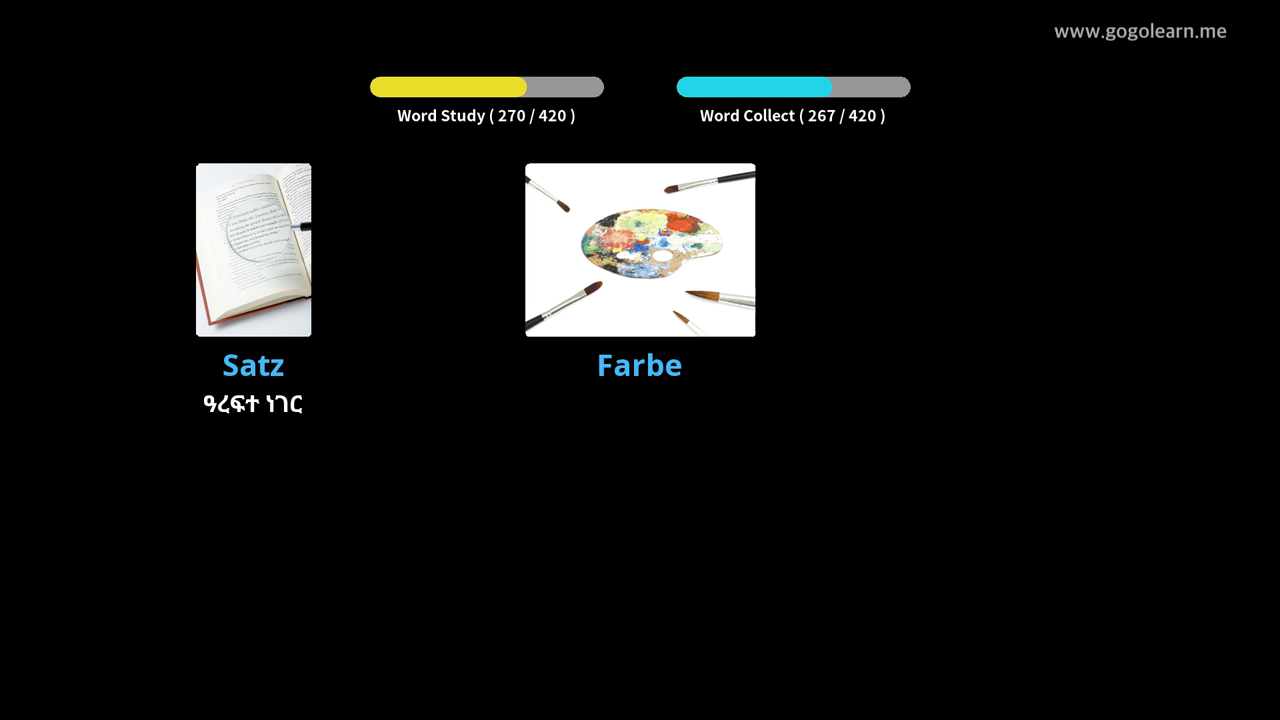 www.gogolearn.me
Word Study ( 270 / 420 )
Word Collect ( 267 / 420 )
Satz
ዓረፍተ ነገር
Farbe